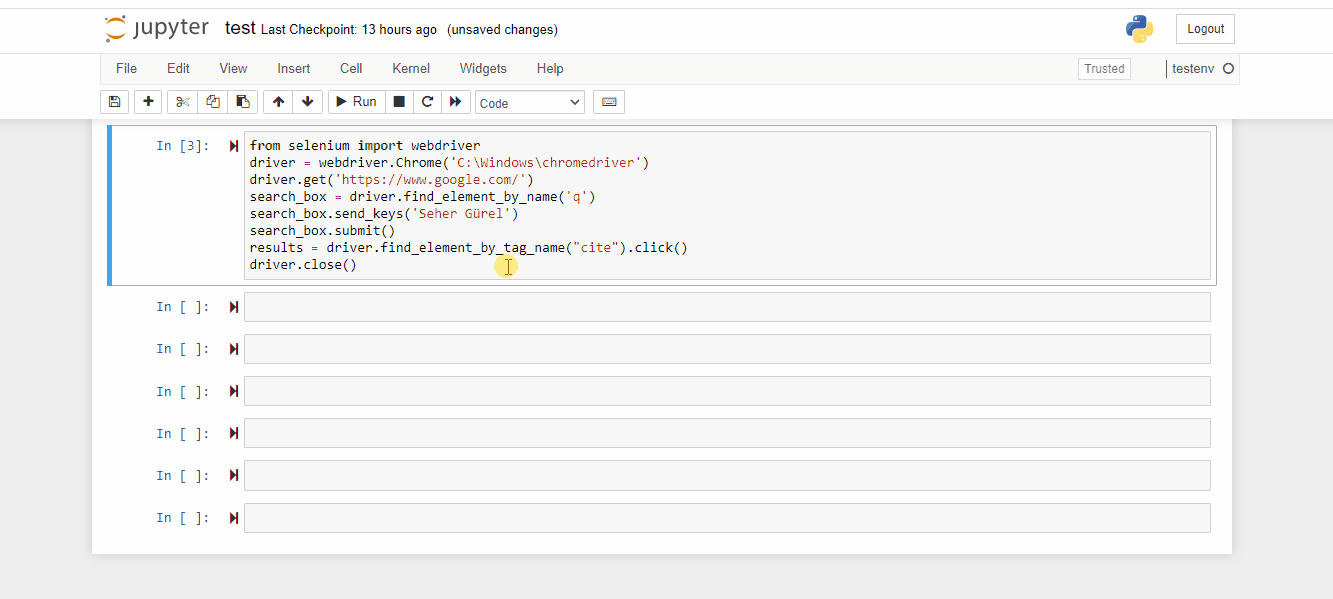 jupyter test Last Checkpoint: 13 hours ago (unsaved changes) Logout
File Edit View Insert Cell Kernel Widgets Help Trusted testenv
Run Code
In [3]: from selenium import webdriver
driver = webdriver.Chrome('C:\Windows\chromedriver')
driver.get('https://www.google.com/')
search_box = driver.find_element_by_name('q')
search_box.send_keys('Seher Gürel')
search_box.submit()
results = driver.find_element_by_tag_name("cite").click()
driver.close()
In [ ]:
In [ ]:
In [ ]:
In [ ]:
In [ ]:
In [ ]: